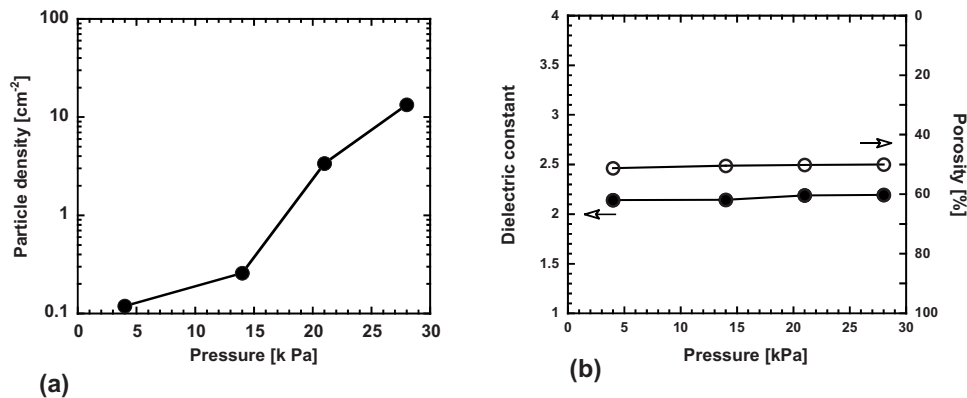 100
10
1
0.1
Particle density [cm-2]
0 5 10 15 20 25 30
Pressure [k Pa]
(a)
4
3.5
3
2.5
2
1.5
1
Dielectric constant
0
20
40
60
80
100
Porosity [%]
0 5 10 15 20 25 30
Pressure [kPa]
(b)